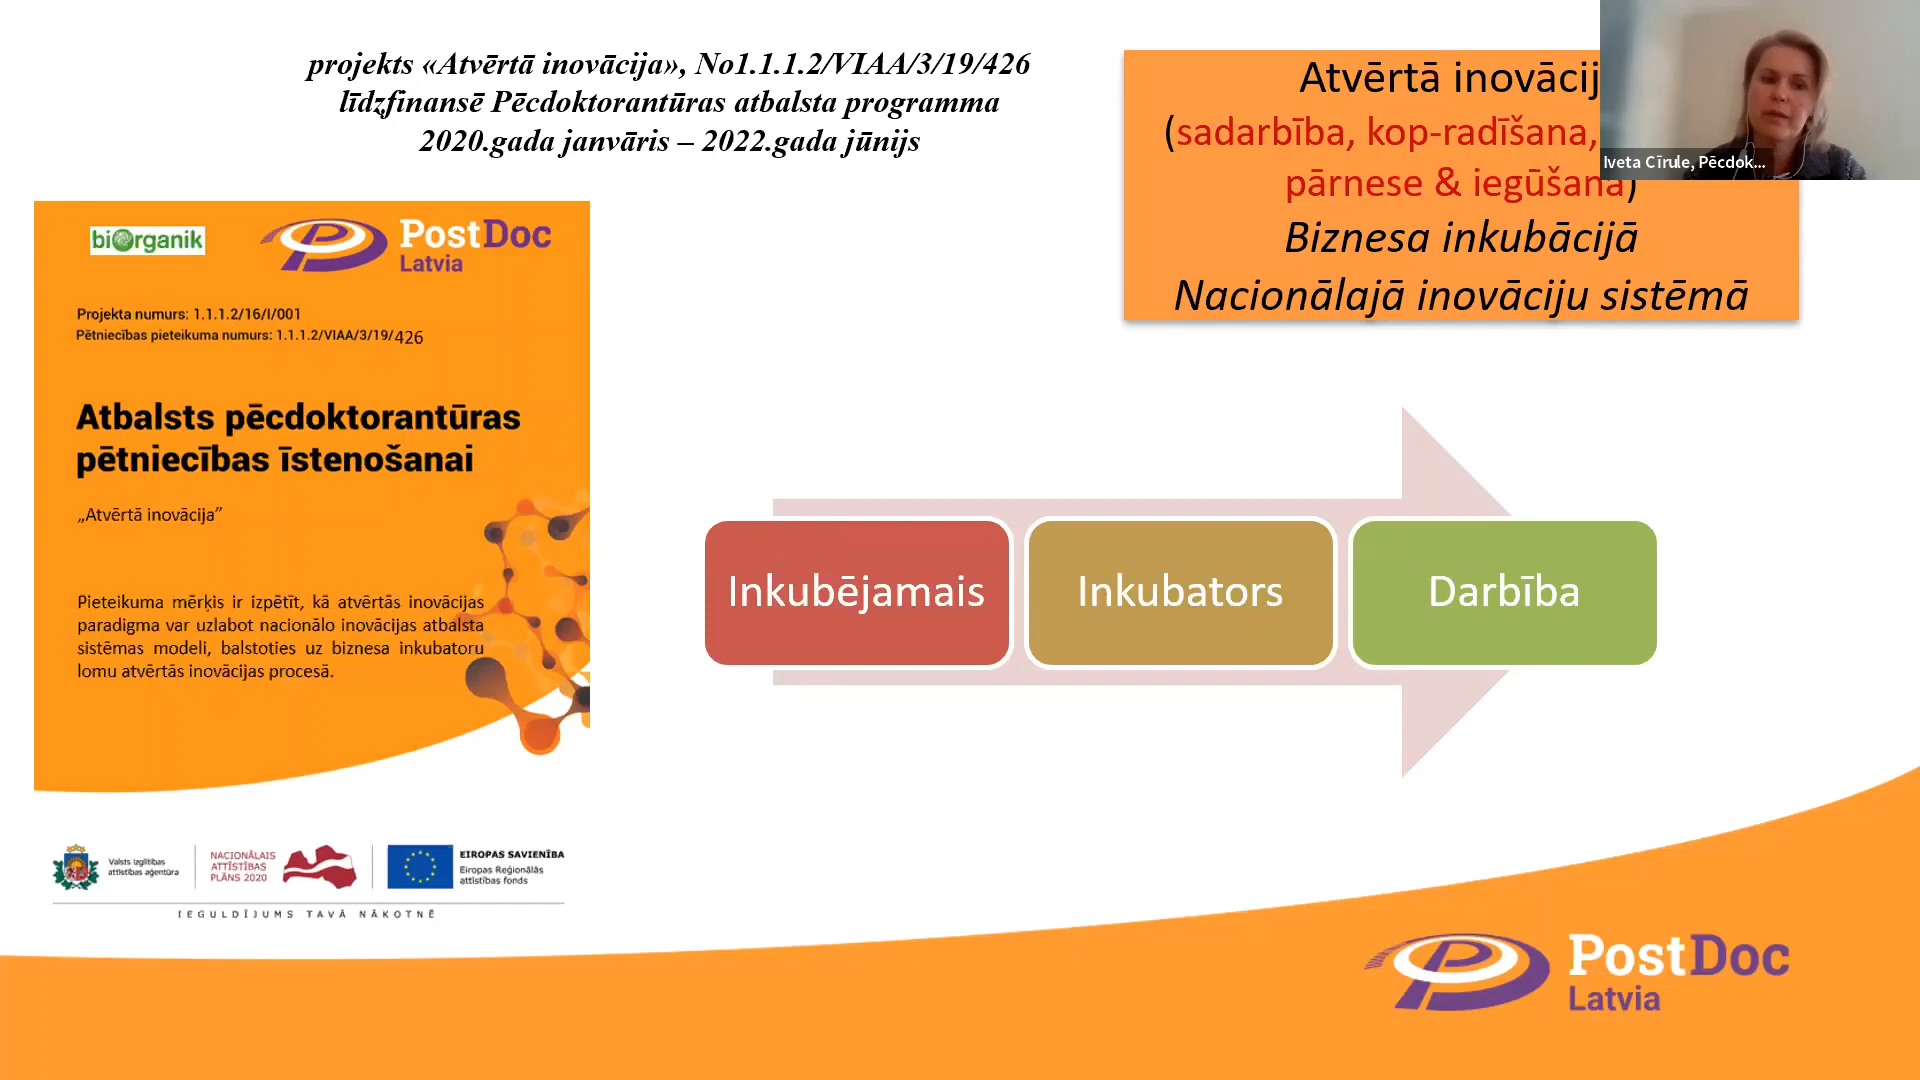 projekts «Atvērtā inovācija», No1.1.1.2/VIAA/3/19/426
līdzfinansē Pēcdoktorantūras atbalsta programma
2020.gada janvāris – 2022.gada jūnijs
Atvērtā inovācij
(sadarbība, kop-radīšana,
pārnese & iegūšana)
Biznesa inkubācijā
Nacionālajā inovāciju sistēmā
Iveta Cīrule, Pēcdok...
biOrganik
PostDoc
Latvia
Projekta numurs: 1.1.1.2/16/I/001
Pētniecības pieteikuma numurs: 1.1.1.2/VIAA/3/19/426
Atbalsts pēcdoktorantūras
pētniecības īstenošanai
„Atvērtā inovācija”
Pieteikuma mērķis ir izpētīt, kā atvērtās inovācijas
paradigma var uzlabot nacionālo inovācijas atbalsta
sistēmas modeli, balstoties uz biznesa inkubatoru
lomu atvērtās inovācijas procesā.
Inkubējamais
Inkubators
Darbība
Valsts izglītības
attīstības aģentūra
NACIONĀLAIS
ATTĪSTĪBAS
PLĀNS 2020
EIROPAS SAVIENĪBA
Eiropas Reģionālās
attīstības fonds
IEGULDĪJUMS TAVĀ NĀKOTNĒ
PostDoc
Latvia